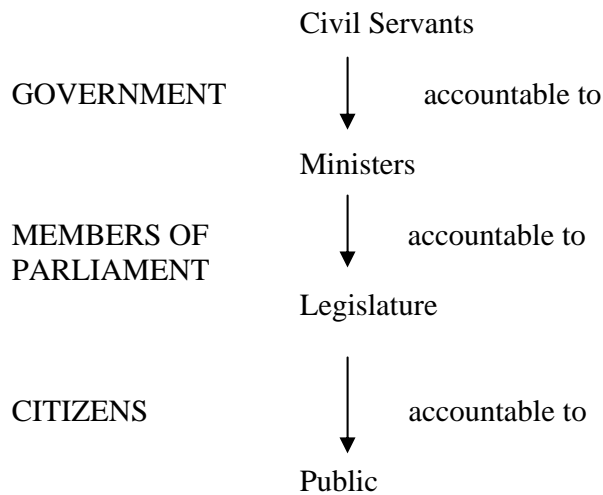 Civil Servants
GOVERNMENT accountable to
Ministers
MEMBERS OF
PARLIAMENT accountable to
Legislature
CITIZENS accountable to
Public